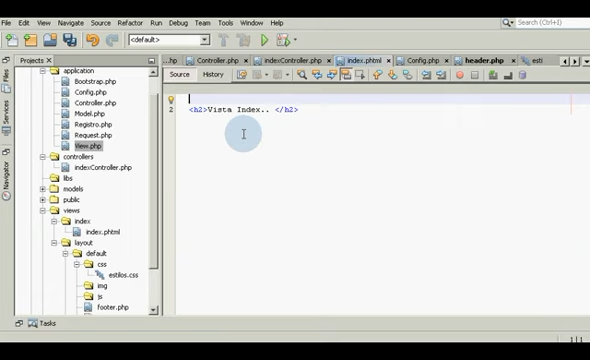 File Edit View Navigate Source Refactor Run Debug Team Tools Window Help
Search
<default>
Projects
.hp
Controller.php
indexController.php
index.phtml
Config.php
header.php
esti
Source
History
Files
Services
Navigator
application
Bootstrap.php
Config.php
Controller.php
Model.php
Registro.php
Request.php
View.php
controllers
indexController.php
libs
models
public
views
index
index.phtml
layout
default
css
estilos.css
img
js
footer.php
2 <h2>Vista Index.. </h2>
Tasks
1|1